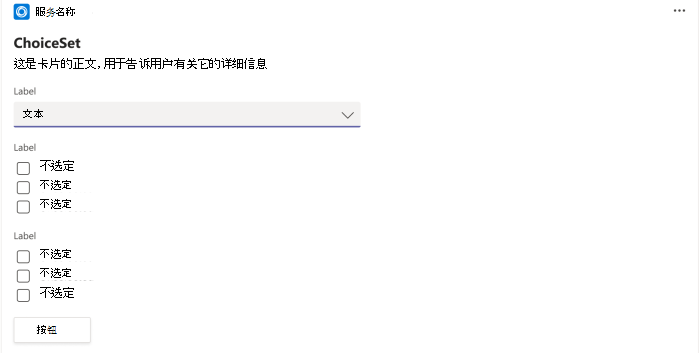 服务名称
ChoiceSet
这是卡片的正文, 用于告诉用户有关它的详细信息
Label
文本
Label
不选定
不选定
不选定
Label
不选定
不选定
不选定
按钮